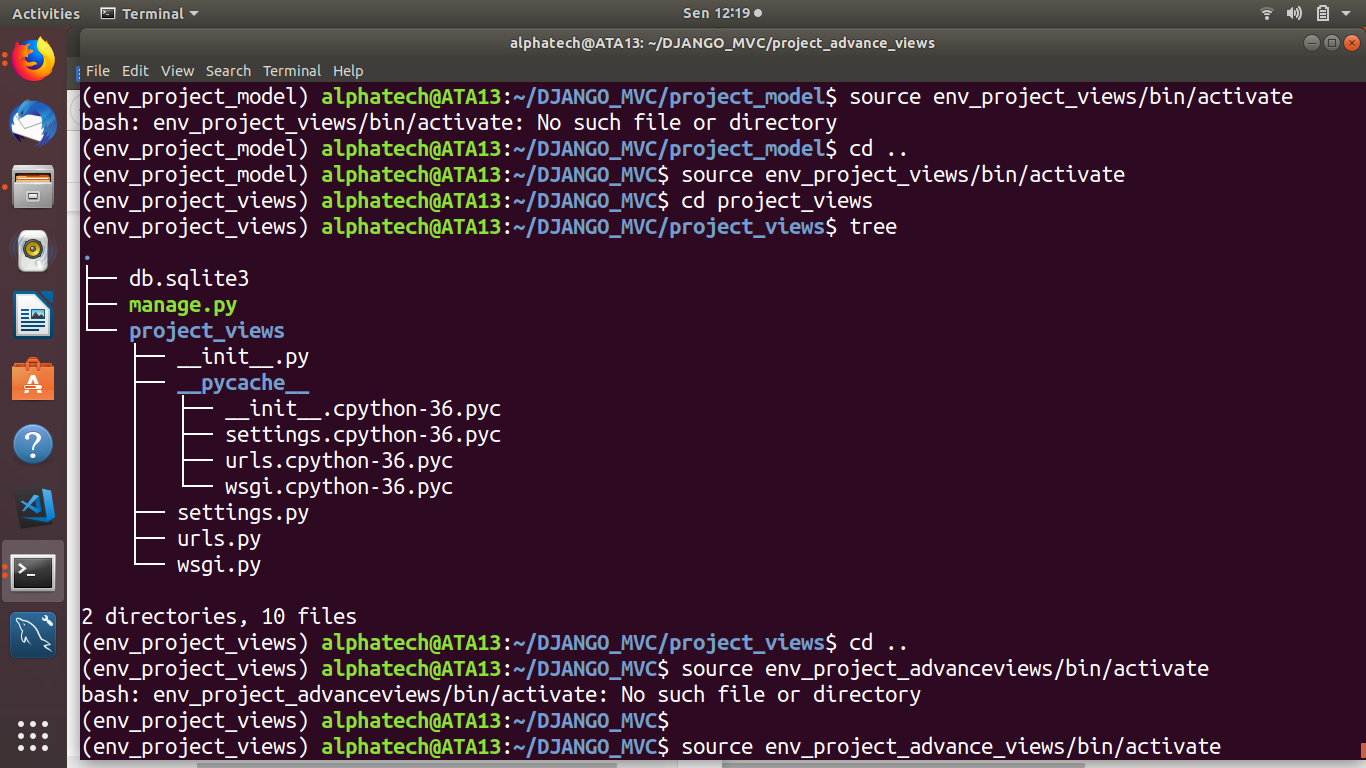 Activities Terminal Sen 12:19
alphatech@ATA13: ~/DJANGO_MVC/project_advance_views
File Edit View Search Terminal Help
(env_project_model) alphatech@ATA13:~/DJANGO_MVC/project_model$ source env_project_views/bin/activate
bash: env_project_views/bin/activate: No such file or directory
(env_project_model) alphatech@ATA13:~/DJANGO_MVC/project_model$ cd ..
(env_project_model) alphatech@ATA13:~/DJANGO_MVC$ source env_project_views/bin/activate
(env_project_views) alphatech@ATA13:~/DJANGO_MVC$ cd project_views
(env_project_views) alphatech@ATA13:~/DJANGO_MVC/project_views$ tree
.
├── db.sqlite3
├── manage.py
└── project_views
    ├── __init__.py
    ├── __pycache__
    │   ├── __init__.cpython-36.pyc
    │   ├── settings.cpython-36.pyc
    │   ├── urls.cpython-36.pyc
    │   └── wsgi.cpython-36.pyc
    ├── settings.py
    ├── urls.py
    └── wsgi.py
2 directories, 10 files
(env_project_views) alphatech@ATA13:~/DJANGO_MVC/project_views$ cd ..
(env_project_views) alphatech@ATA13:~/DJANGO_MVC$ source env_project_advanceviews/bin/activate
bash: env_project_advanceviews/bin/activate: No such file or directory
(env_project_views) alphatech@ATA13:~/DJANGO_MVC$
(env_project_views) alphatech@ATA13:~/DJANGO_MVC$ source env_project_advance_views/bin/activate